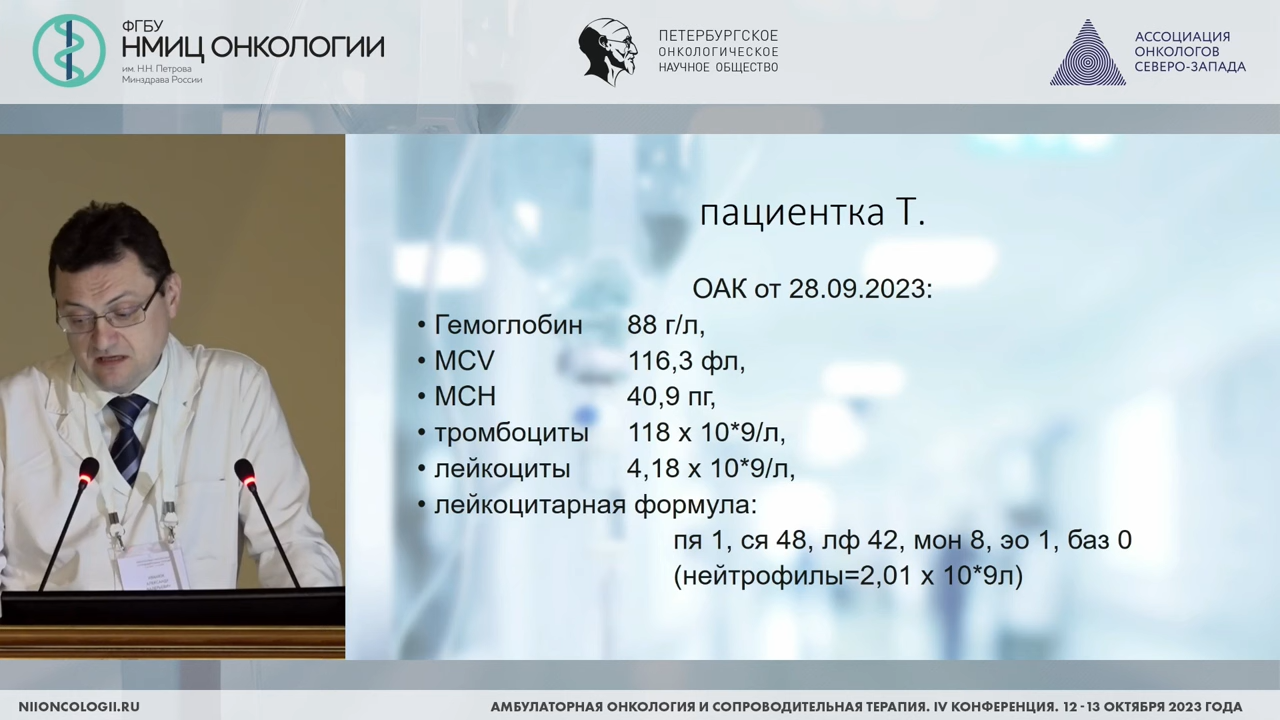 ФГБУ
НМИЦ ОНКОЛОГИИ
им. Н.Н. Петрова
Минздрава России
ПЕТЕРБУРГСКОЕ
ОНКОЛОГИЧЕСКОЕ
НАУЧНОЕ ОБЩЕСТВО
АССОЦИАЦИЯ
ОНКОЛОГОВ
СЕВЕРО-ЗАПАДА
пациентка Т.
ОАК от 28.09.2023:
• Гемоглобин 88 г/л,
• MCV 116,3 фл,
• MCH 40,9 пг,
• тромбоциты 118 х 10*9/л,
• лейкоциты 4,18 х 10*9/л,
• лейкоцитарная формула:
пя 1, ся 48, лф 42, мон 8, эо 1, баз 0
(нейтрофилы=2,01 х 10*9л)
NIIONCOLOGII.RU
АМБУЛАТОРНАЯ ОНКОЛОГИЯ И СОПРОВОДИТЕЛЬНАЯ ТЕРАПИЯ. IV КОНФЕРЕНЦИЯ. 12 - 13 ОКТЯБРЯ 2023 ГОДА